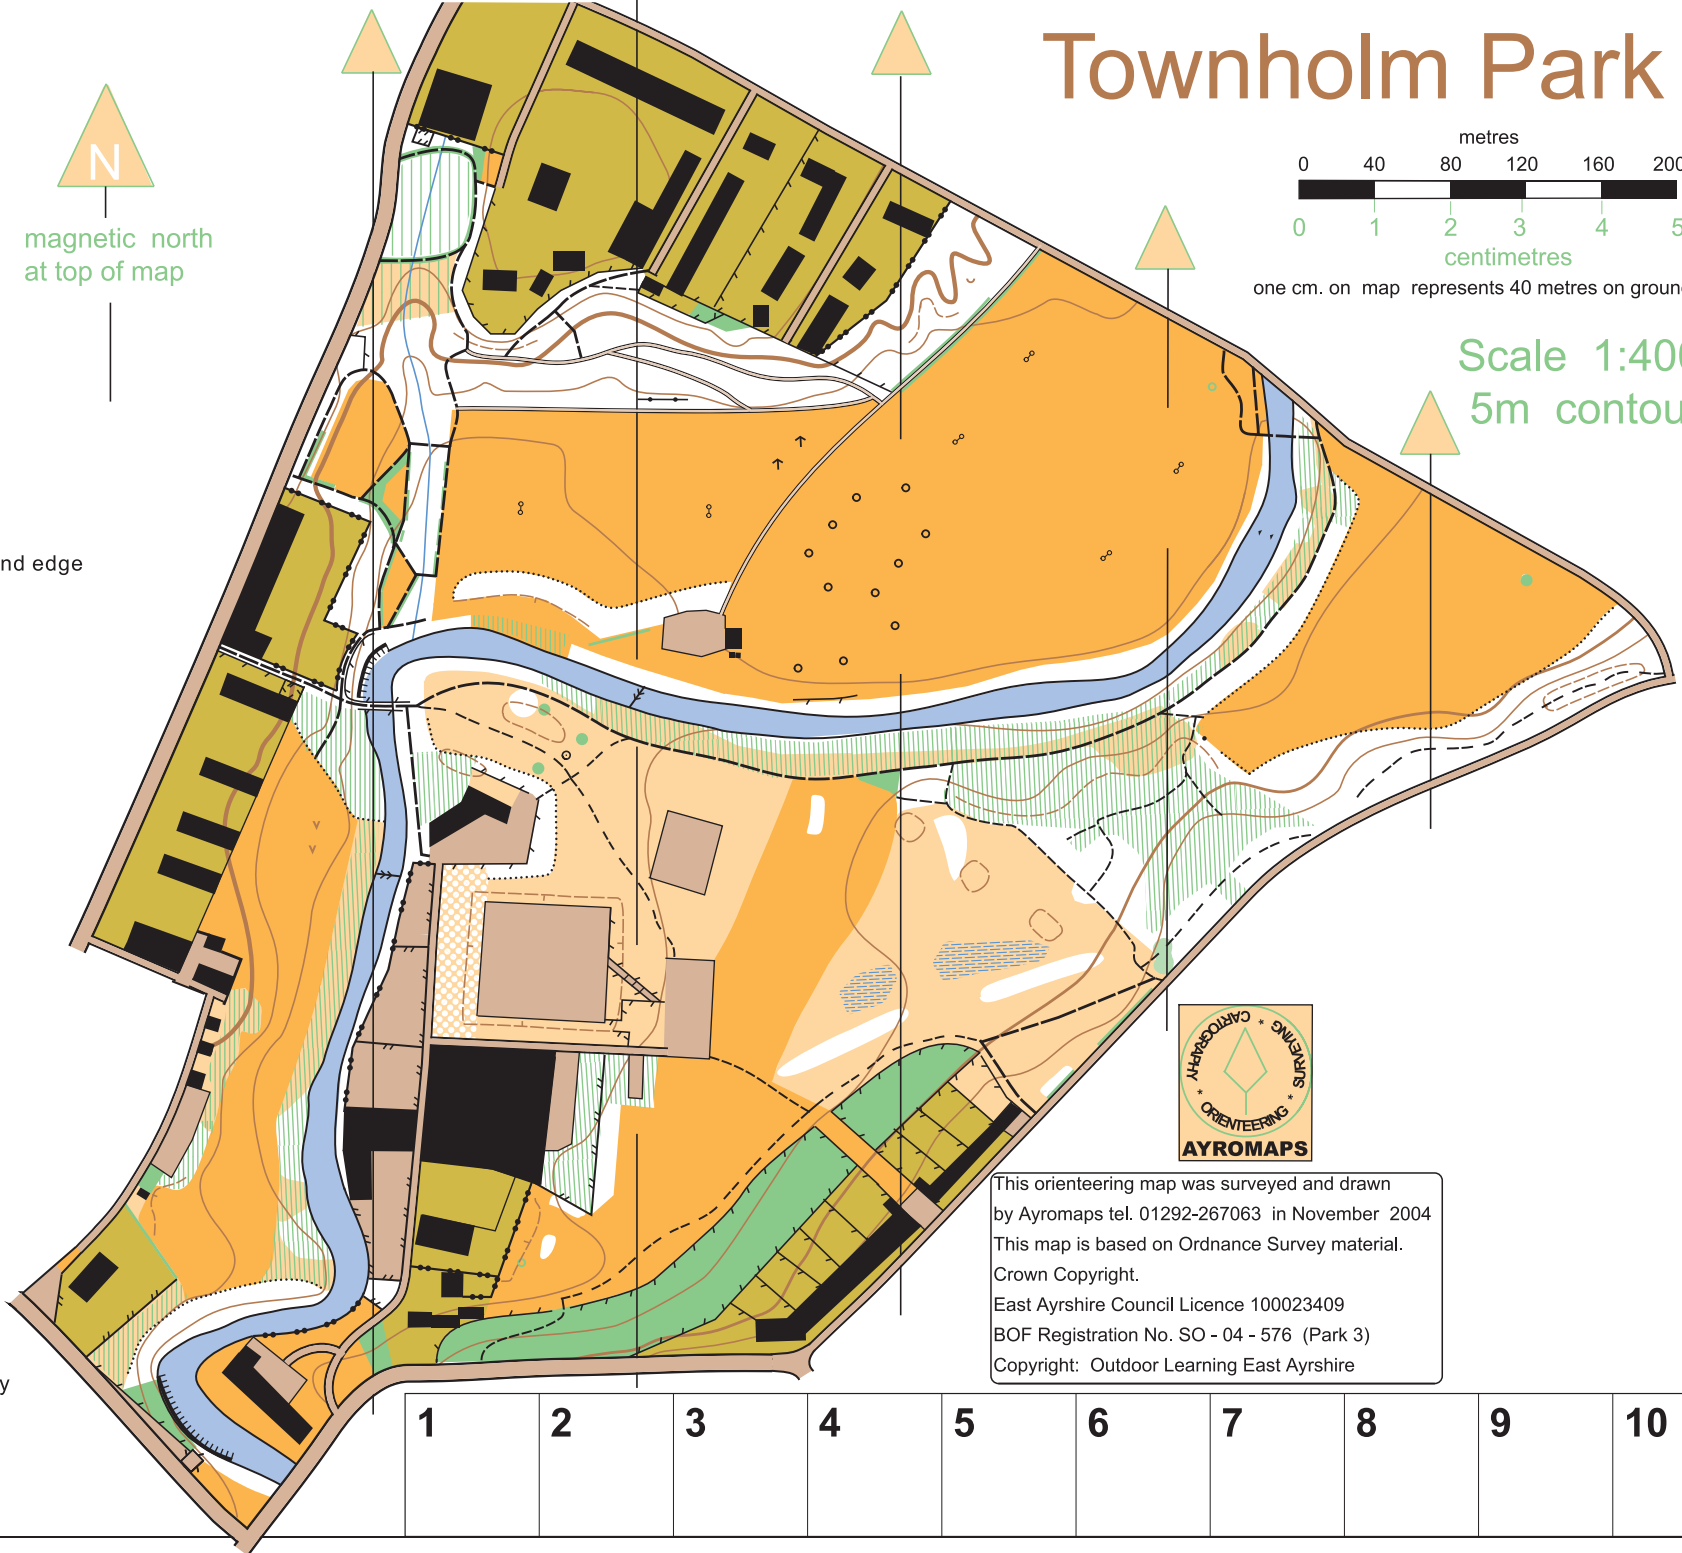 Townholm Park
metres
0 40 80 120 160 200
0 1 2 3 4 5
centimetres
one cm. on map represents 40 metres on ground
Scale 1:400
5m contou
N
magnetic north
at top of map
nd edge
CARTOGRAPHY * SURVEYING * ORIENTEERING *
AYROMAPS
This orienteering map was surveyed and drawn
by Ayromaps tel. 01292-267063 in November 2004
This map is based on Ordnance Survey material.
Crown Copyright.
East Ayrshire Council Licence 100023409
BOF Registration No. SO - 04 - 576 (Park 3)
Copyright: Outdoor Learning East Ayrshire
y
1 2 3 4 5 6 7 8 9 10